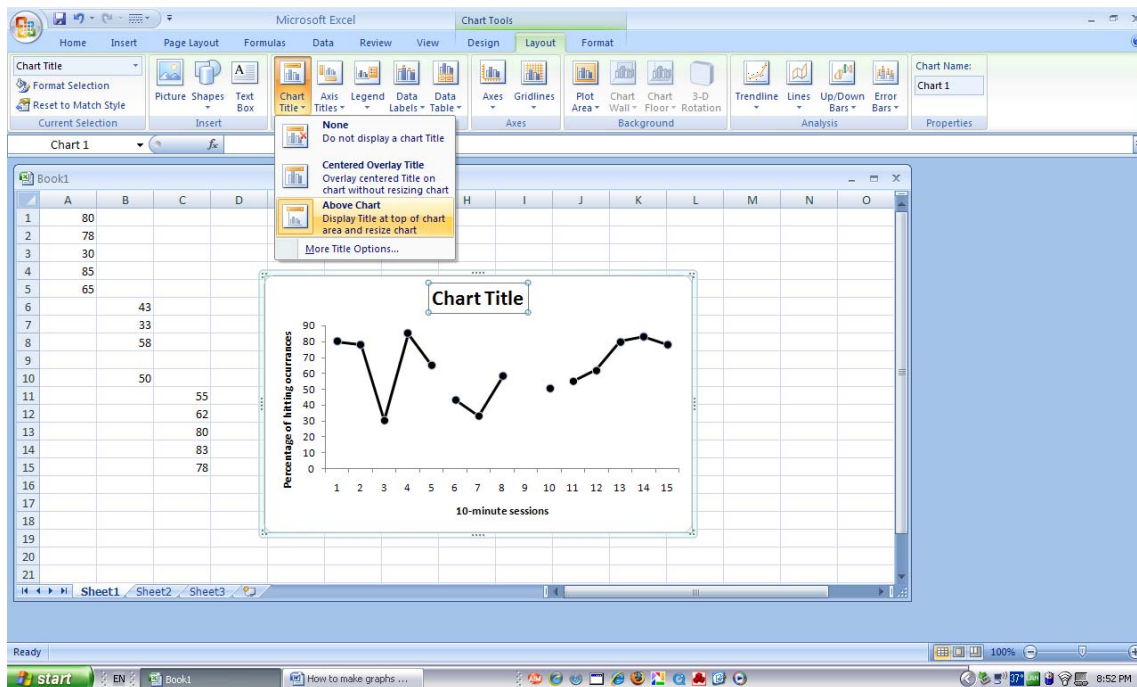 Microsoft Excel
Chart Tools
Home Insert Page Layout Formulas Data Review View Design Layout Format
Chart Title
Format Selection
Reset to Match Style
Current Selection
Picture Shapes Text Box
Insert
Chart Title Axis Titles Legend Data Labels Data Table
Axes Gridlines
Axes
Plot Area Chart Wall Chart Floor 3-D Rotation
Background
Trendline Lines Up/Down Bars Error Bars
Analysis
Chart Name:
Chart 1
Properties
None
Do not display a chart Title
Centered Overlay Title
Overlay centered Title on
chart without resizing chart
Above Chart
Display Title at top of chart
area and resize chart
More Title Options...
Chart 1 fx
Book1
A B C D H I J K L M N O
1 80
2 78
3 30
4 85
5 65
6 43
7 33
8 58
9
10 50
11 55
12 62
13 80
14 83
15 78
16
17
18
19
20
21
Chart Title
Percentage of hitting ocurrances
90
80
70
60
50
40
30
20
10
0
1 2 3 4 5 6 7 8 9 10 11 12 13 14 15
10-minute sessions
Sheet1 Sheet2 Sheet3
Ready
100%
start EN Book1 How to make graphs ... 37° 8:52 PM